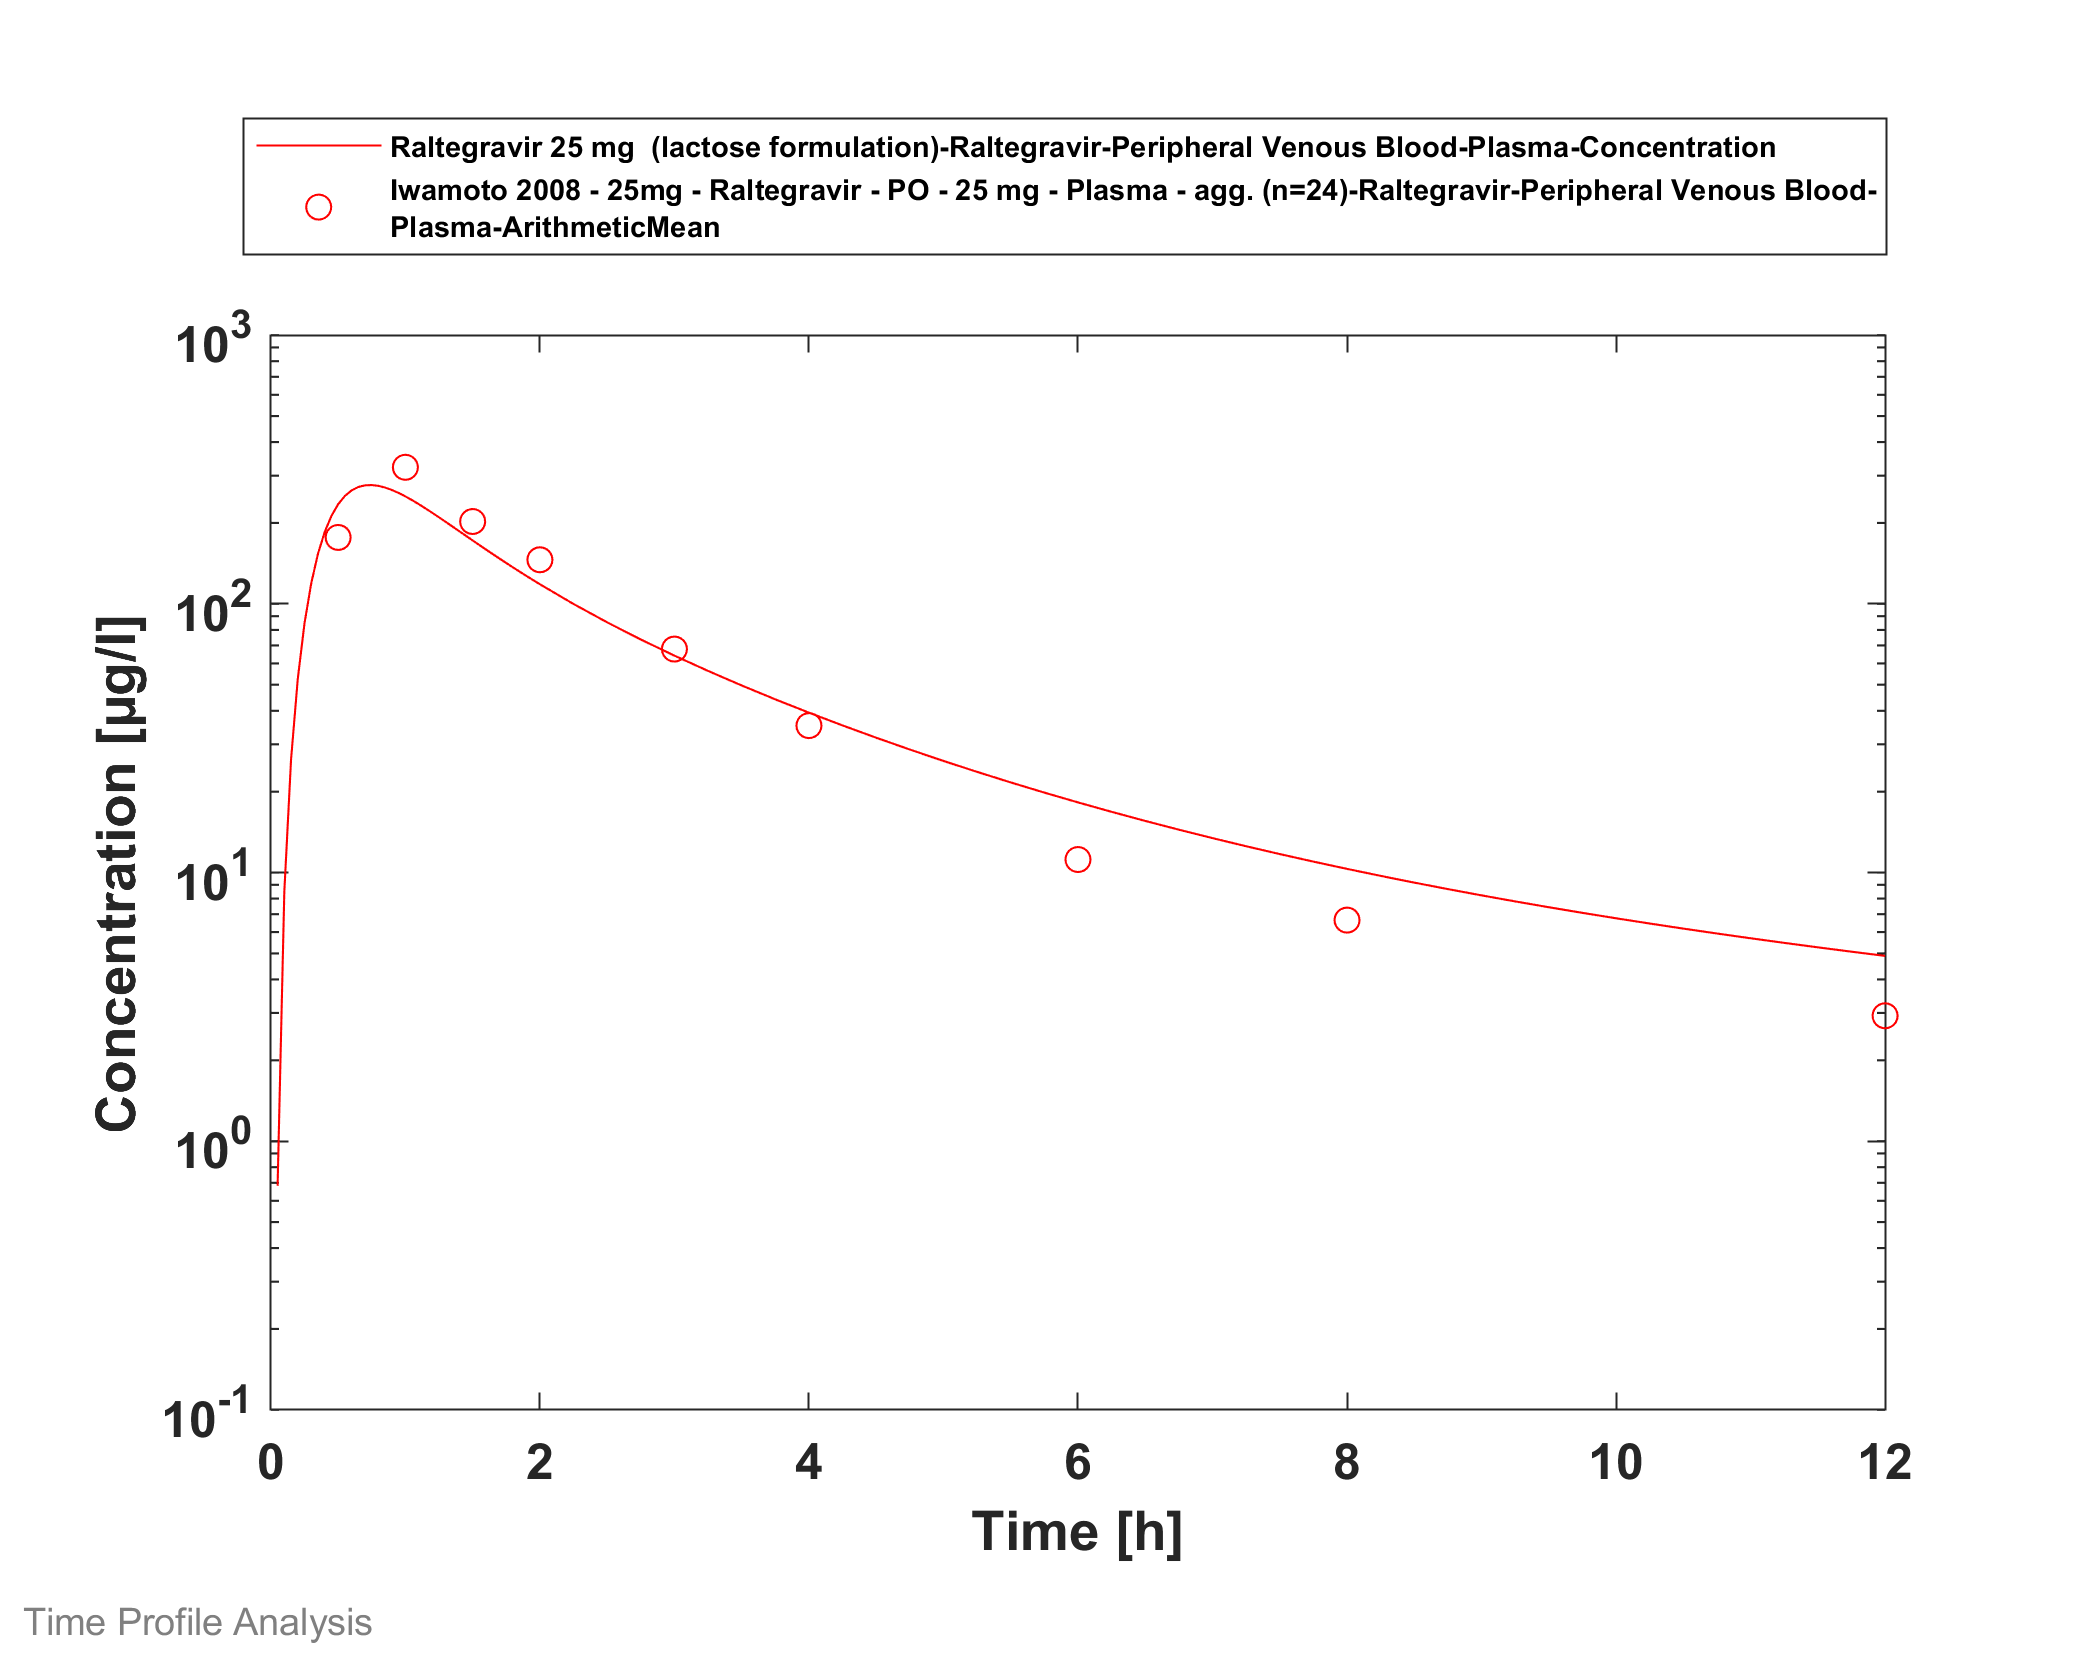 Raltegravir 25 mg  (lactose formulation)-Raltegravir-Peripheral Venous Blood-Plasma-Concentration
Iwamoto 2008 - 25mg - Raltegravir - PO - 25 mg - Plasma - agg. (n=24)-Raltegravir-Peripheral Venous Blood-
Plasma-ArithmeticMean
10^3
10^2
10^1
10^0
10^-1
Concentration [µg/l]
0 2 4 6 8 10 12
Time [h]
Time Profile Analysis